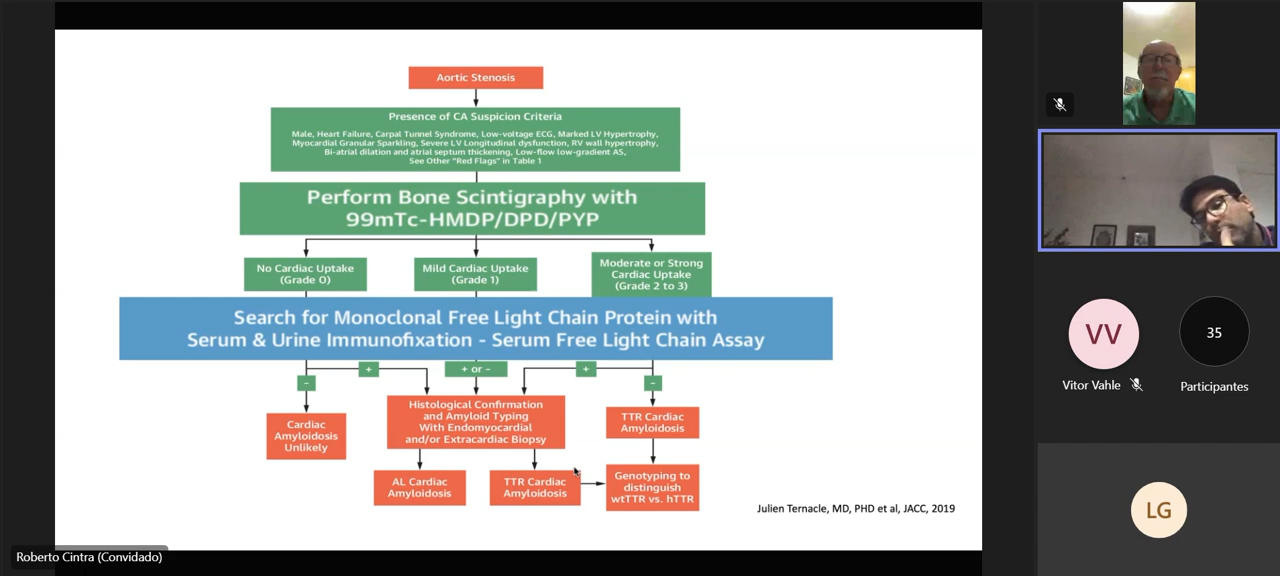 Aortic Stenosis
Presence of CA Suspicion Criteria
Male, Heart Failure, Carpal Tunnel Syndrome, Low-voltage ECG, Marked LV Hypertrophy,
Myocardial Granular Sparkling, Severe LV Longitudinal dysfunction, RV wall hypertrophy,
Bi-atrial dilation and atrial septum thickening, Low-flow low-gradient AS,
See Other "Red Flags" in Table 1
Perform Bone Scintigraphy with
99mTc-HMDP/DPD/PYP
No Cardiac Uptake
(Grade 0)
Mild Cardiac Uptake
(Grade 1)
Moderate or Strong
Cardiac Uptake
(Grade 2 to 3)
Search for Monoclonal Free Light Chain Protein with
Serum & Urine Immunofixation - Serum Free Light Chain Assay
-
+
+ or -
+
-
Cardiac
Amyloidosis
Unlikely
Histological Confirmation
and Amyloid Typing
With Endomyocardial
and/or Extracardiac Biopsy
TTR Cardiac
Amyloidosis
AL Cardiac
Amyloidosis
TTR Cardiac
Amyloidosis
Genotyping to
distinguish
wtTTR vs. hTTR
Julien Ternacle, MD, PHD et al, JACC, 2019
Roberto Cintra (Convidado)
VV
Vitor Vahle
35
Participantes
LG